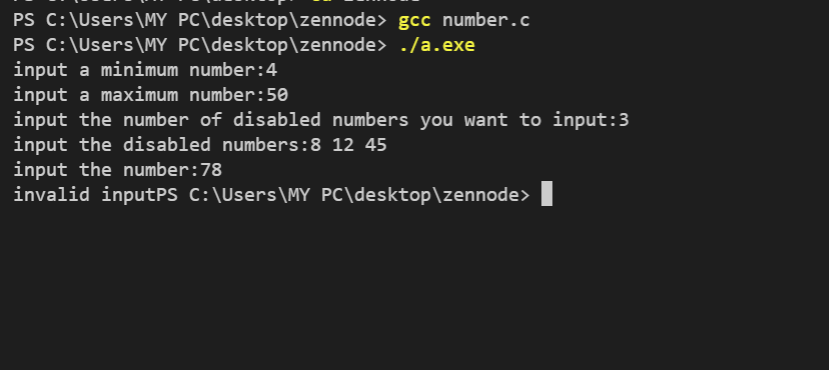 PS C:\Users\MY PC\desktop\zennode> gcc number.c
PS C:\Users\MY PC\desktop\zennode> ./a.exe
input a minimum number:4
input a maximum number:50
input the number of disabled numbers you want to input:3
input the disabled numbers:8 12 45
input the number:78
invalid inputPS C:\Users\MY PC\desktop\zennode>